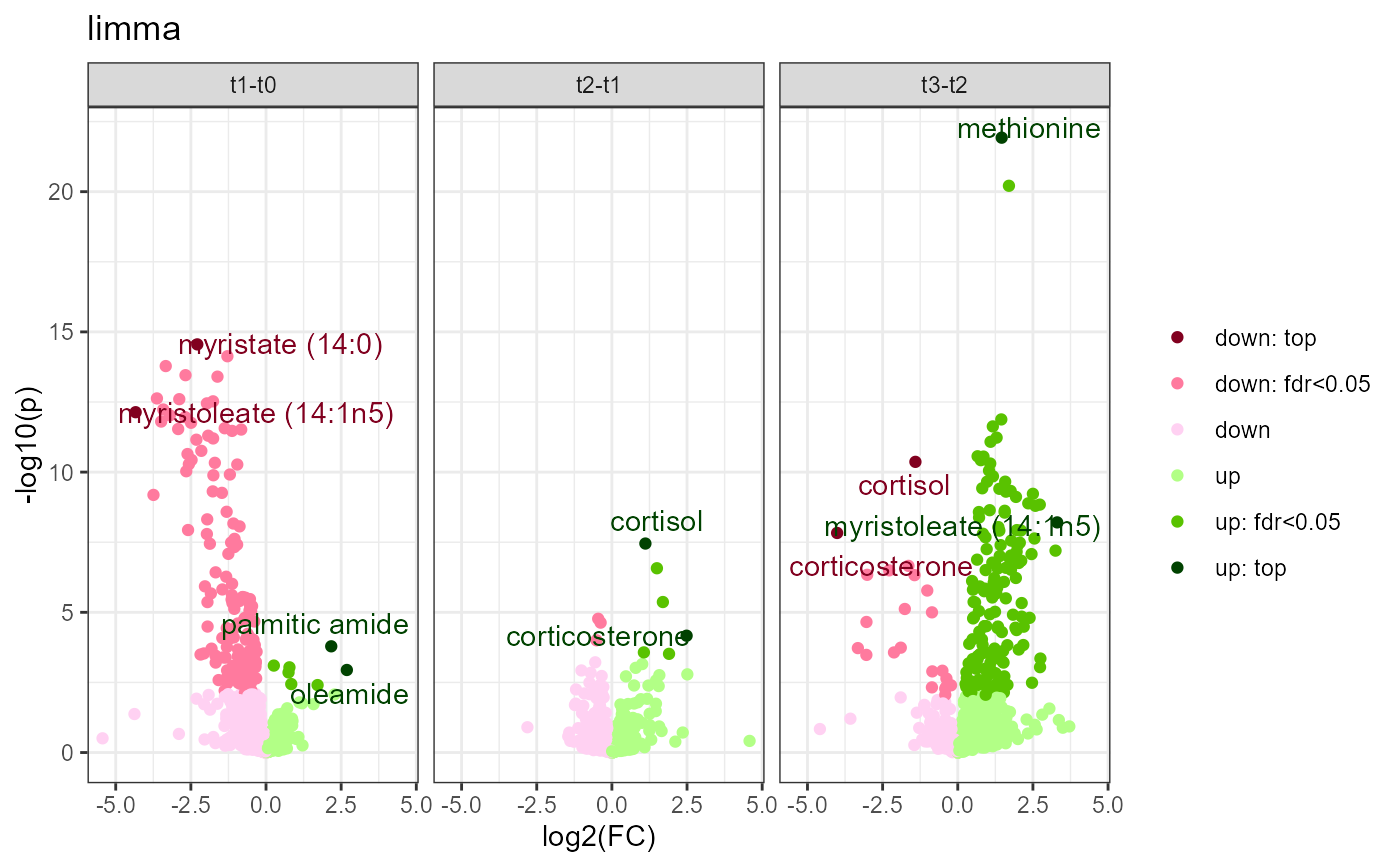 limma
t1-t0
t2-t1
t3-t2
methionine
20
15
myristate (14:0)
myristoleate (14:1n5)
10
cortisol
cortisol
myristoleate (14:1n5)
corticosterone
5
palmitic amide
corticosterone
oleamide
0
-log10(p)
-5.0 -2.5 0.0 2.5 5.0
-5.0 -2.5 0.0 2.5 5.0
-5.0 -2.5 0.0 2.5 5.0
log2(FC)
down: top
down: fdr<0.05
down
up
up: fdr<0.05
up: top